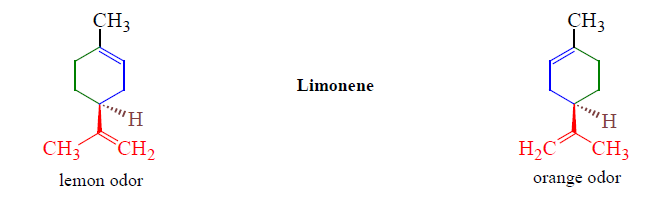 CH3 CH3
Limonene
H H
CH3 CH2 H2C CH3
lemon odor orange odor